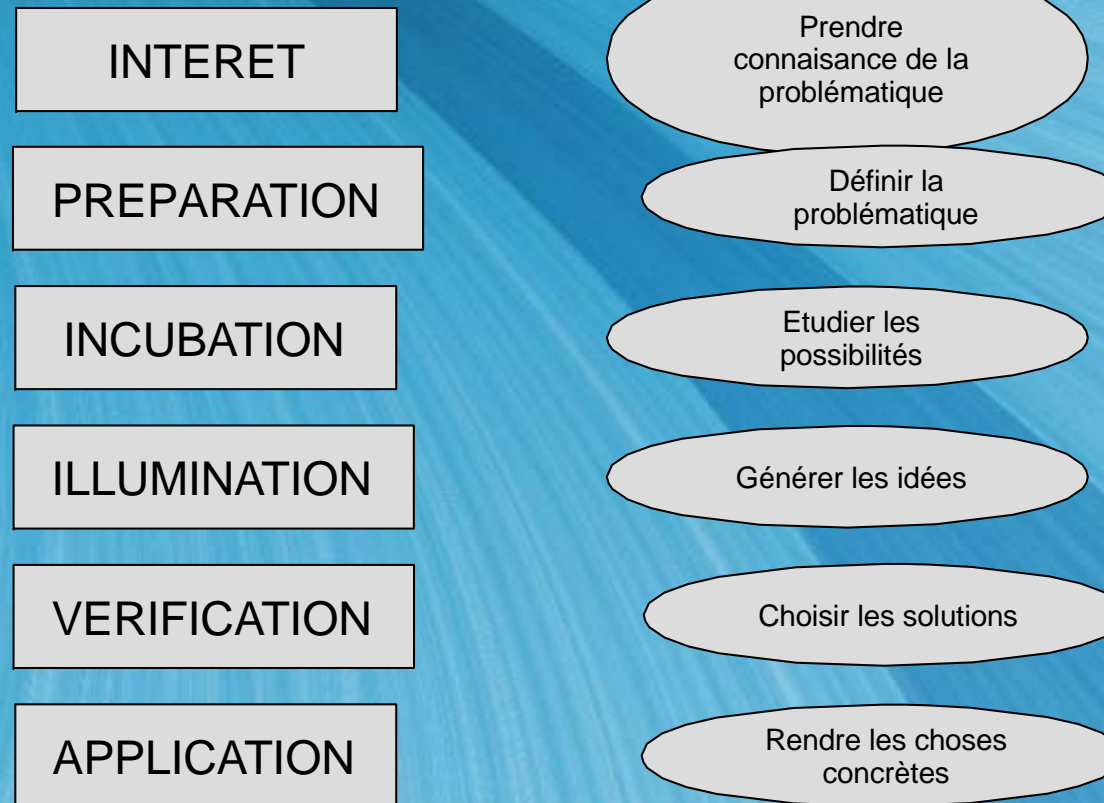 INTERET
Prendre
connaisance de la
problématique
PREPARATION
Définir la
problématique
INCUBATION
Etudier les
possibilités
ILLUMINATION
Générer les idées
VERIFICATION
Choisir les solutions
APPLICATION
Rendre les choses
concrètes